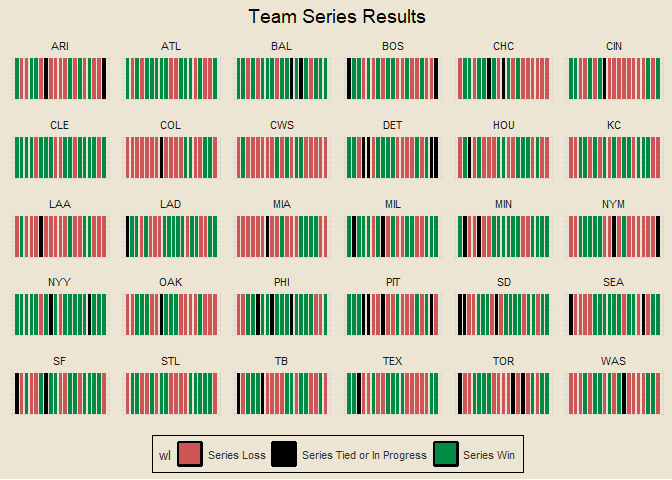 Team Series Results
ARI ATL BAL BOS CHC CIN
CLE COL CWS DET HOU KC
LAA LAD MIA MIL MIN NYM
NYY OAK PHI PIT SD SEA
SF STL TB TEX TOR WAS
wl Series Loss Series Tied or In Progress Series Win